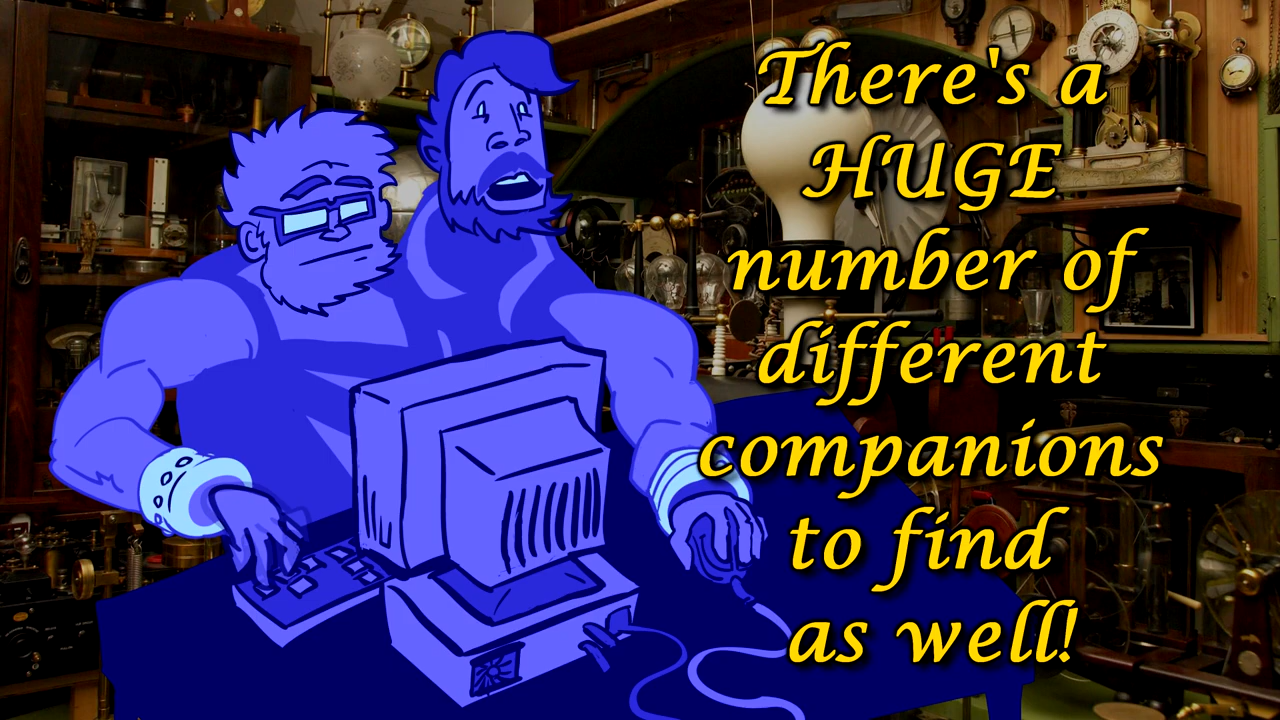 There's a
HUGE
number of
different
companions
to find
as well!